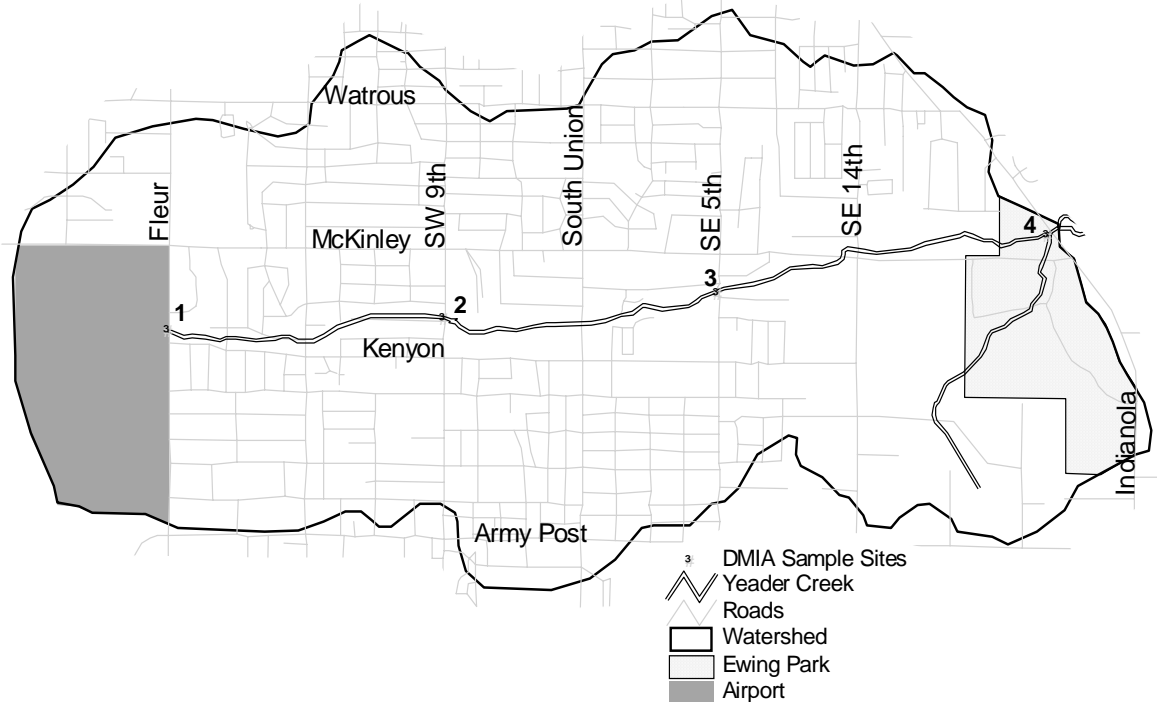 Watrous
Fleur
McKinley
SW 9th
South Union
SE 5th
SE 14th
1
2
3
4
Kenyon
Indianola
Army Post
3 DMIA Sample Sites
Yeader Creek
Roads
Watershed
Ewing Park
Airport